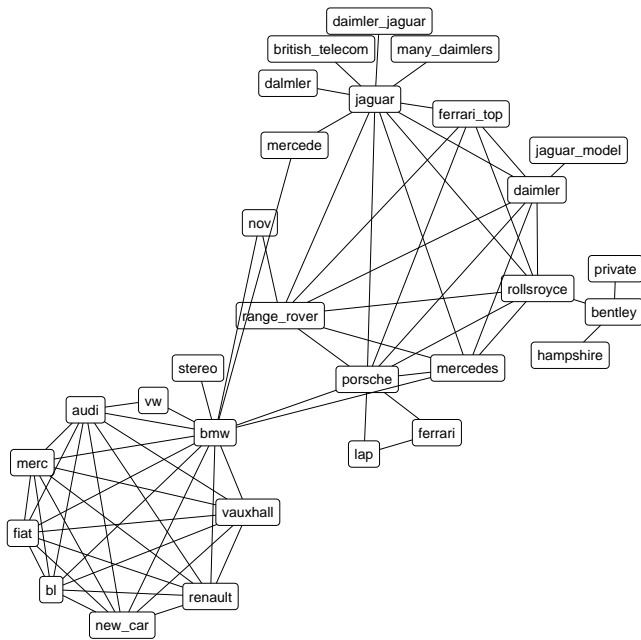 daimler_jaguar
british_telecom
many_daimlers
dalmler
jaguar
ferrari_top
mercede
jaguar_model
daimler
nov
private
rollsroyce
range_rover
bentley
hampshire
stereo
mercedes
porsche
vw
audi
bmw
ferrari
lap
merc
vauxhall
fiat
bl
renault
new_car